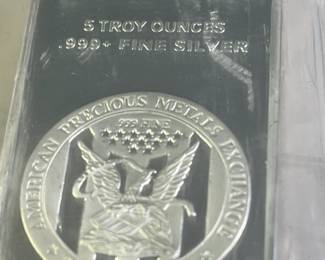 5 TROY OUNCES
.999+ FINE SILVER
AMERICAN PRECIOUS METALS EXCHANGE
.999 FINE